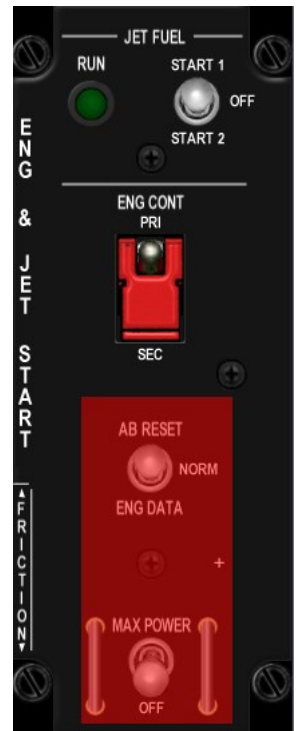 JET FUEL
RUN
START 1
OFF
START 2
ENG & JET START
ENG CONT
PRI
SEC
AB RESET
NORM
ENG DATA
+
FRICTION
MAX POWER
OFF